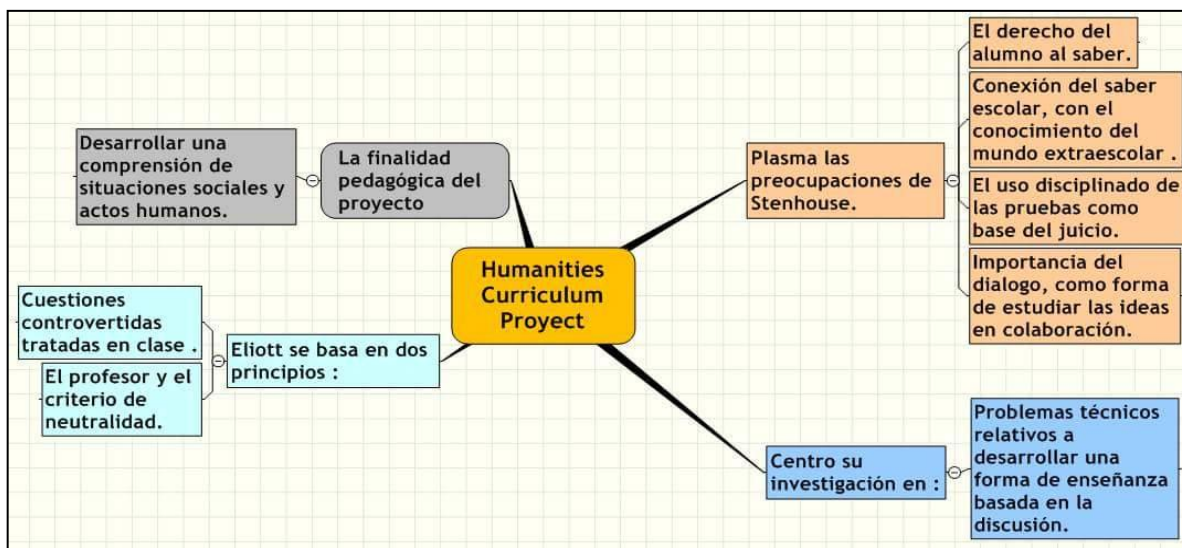 Humanities
Curriculum
Proyect
La finalidad
pedagógica del
proyecto
Desarrollar una
comprensión de
situaciones sociales y
actos humanos.
Eliott se basa en dos
principios :
Cuestiones
controvertidas
tratadas en clase .
El profesor y el
criterio de
neutralidad.
Plasma las
preocupaciones de
Stenhouse.
El derecho del
alumno al saber.
Conexión del saber
escolar, con el
conocimiento del
mundo extraescolar .
El uso disciplinado de
las pruebas como
base del juicio.
Importancia del
dialogo, como forma
de estudiar las ideas
en colaboración.
Centro su
investigación en :
Problemas técnicos
relativos a
desarrollar una
forma de enseñanza
basada en la
discusión.